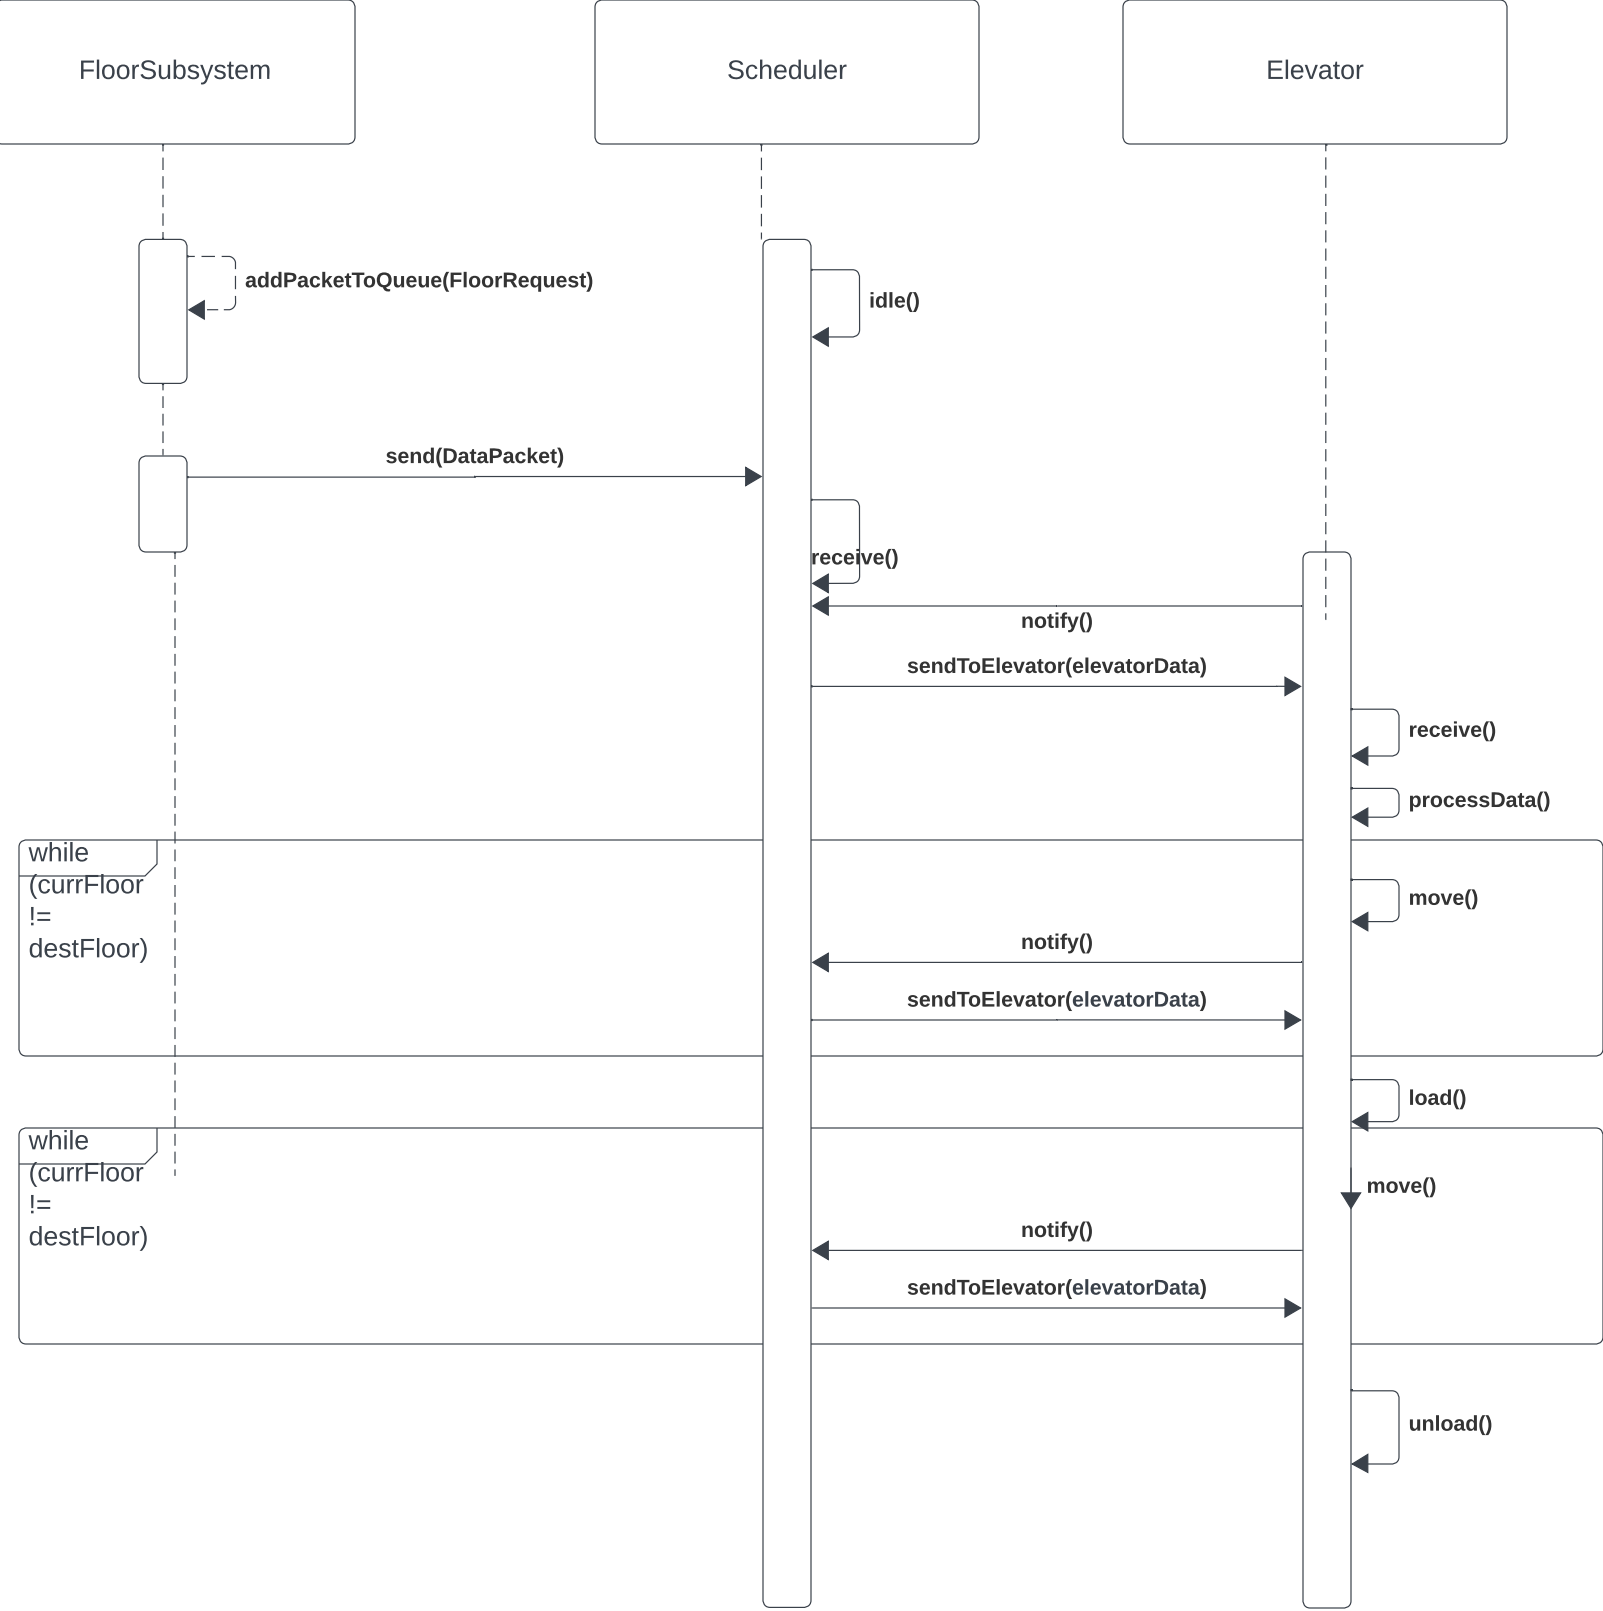 FloorSubsystem
Scheduler
Elevator
addPacketToQueue(FloorRequest)
idle()
send(DataPacket)
receive()
notify()
sendToElevator(elevatorData)
receive()
processData()
while
(currFloor
!=
destFloor)
move()
notify()
sendToElevator(elevatorData)
load()
while
(currFloor
!=
destFloor)
move()
notify()
sendToElevator(elevatorData)
unload()